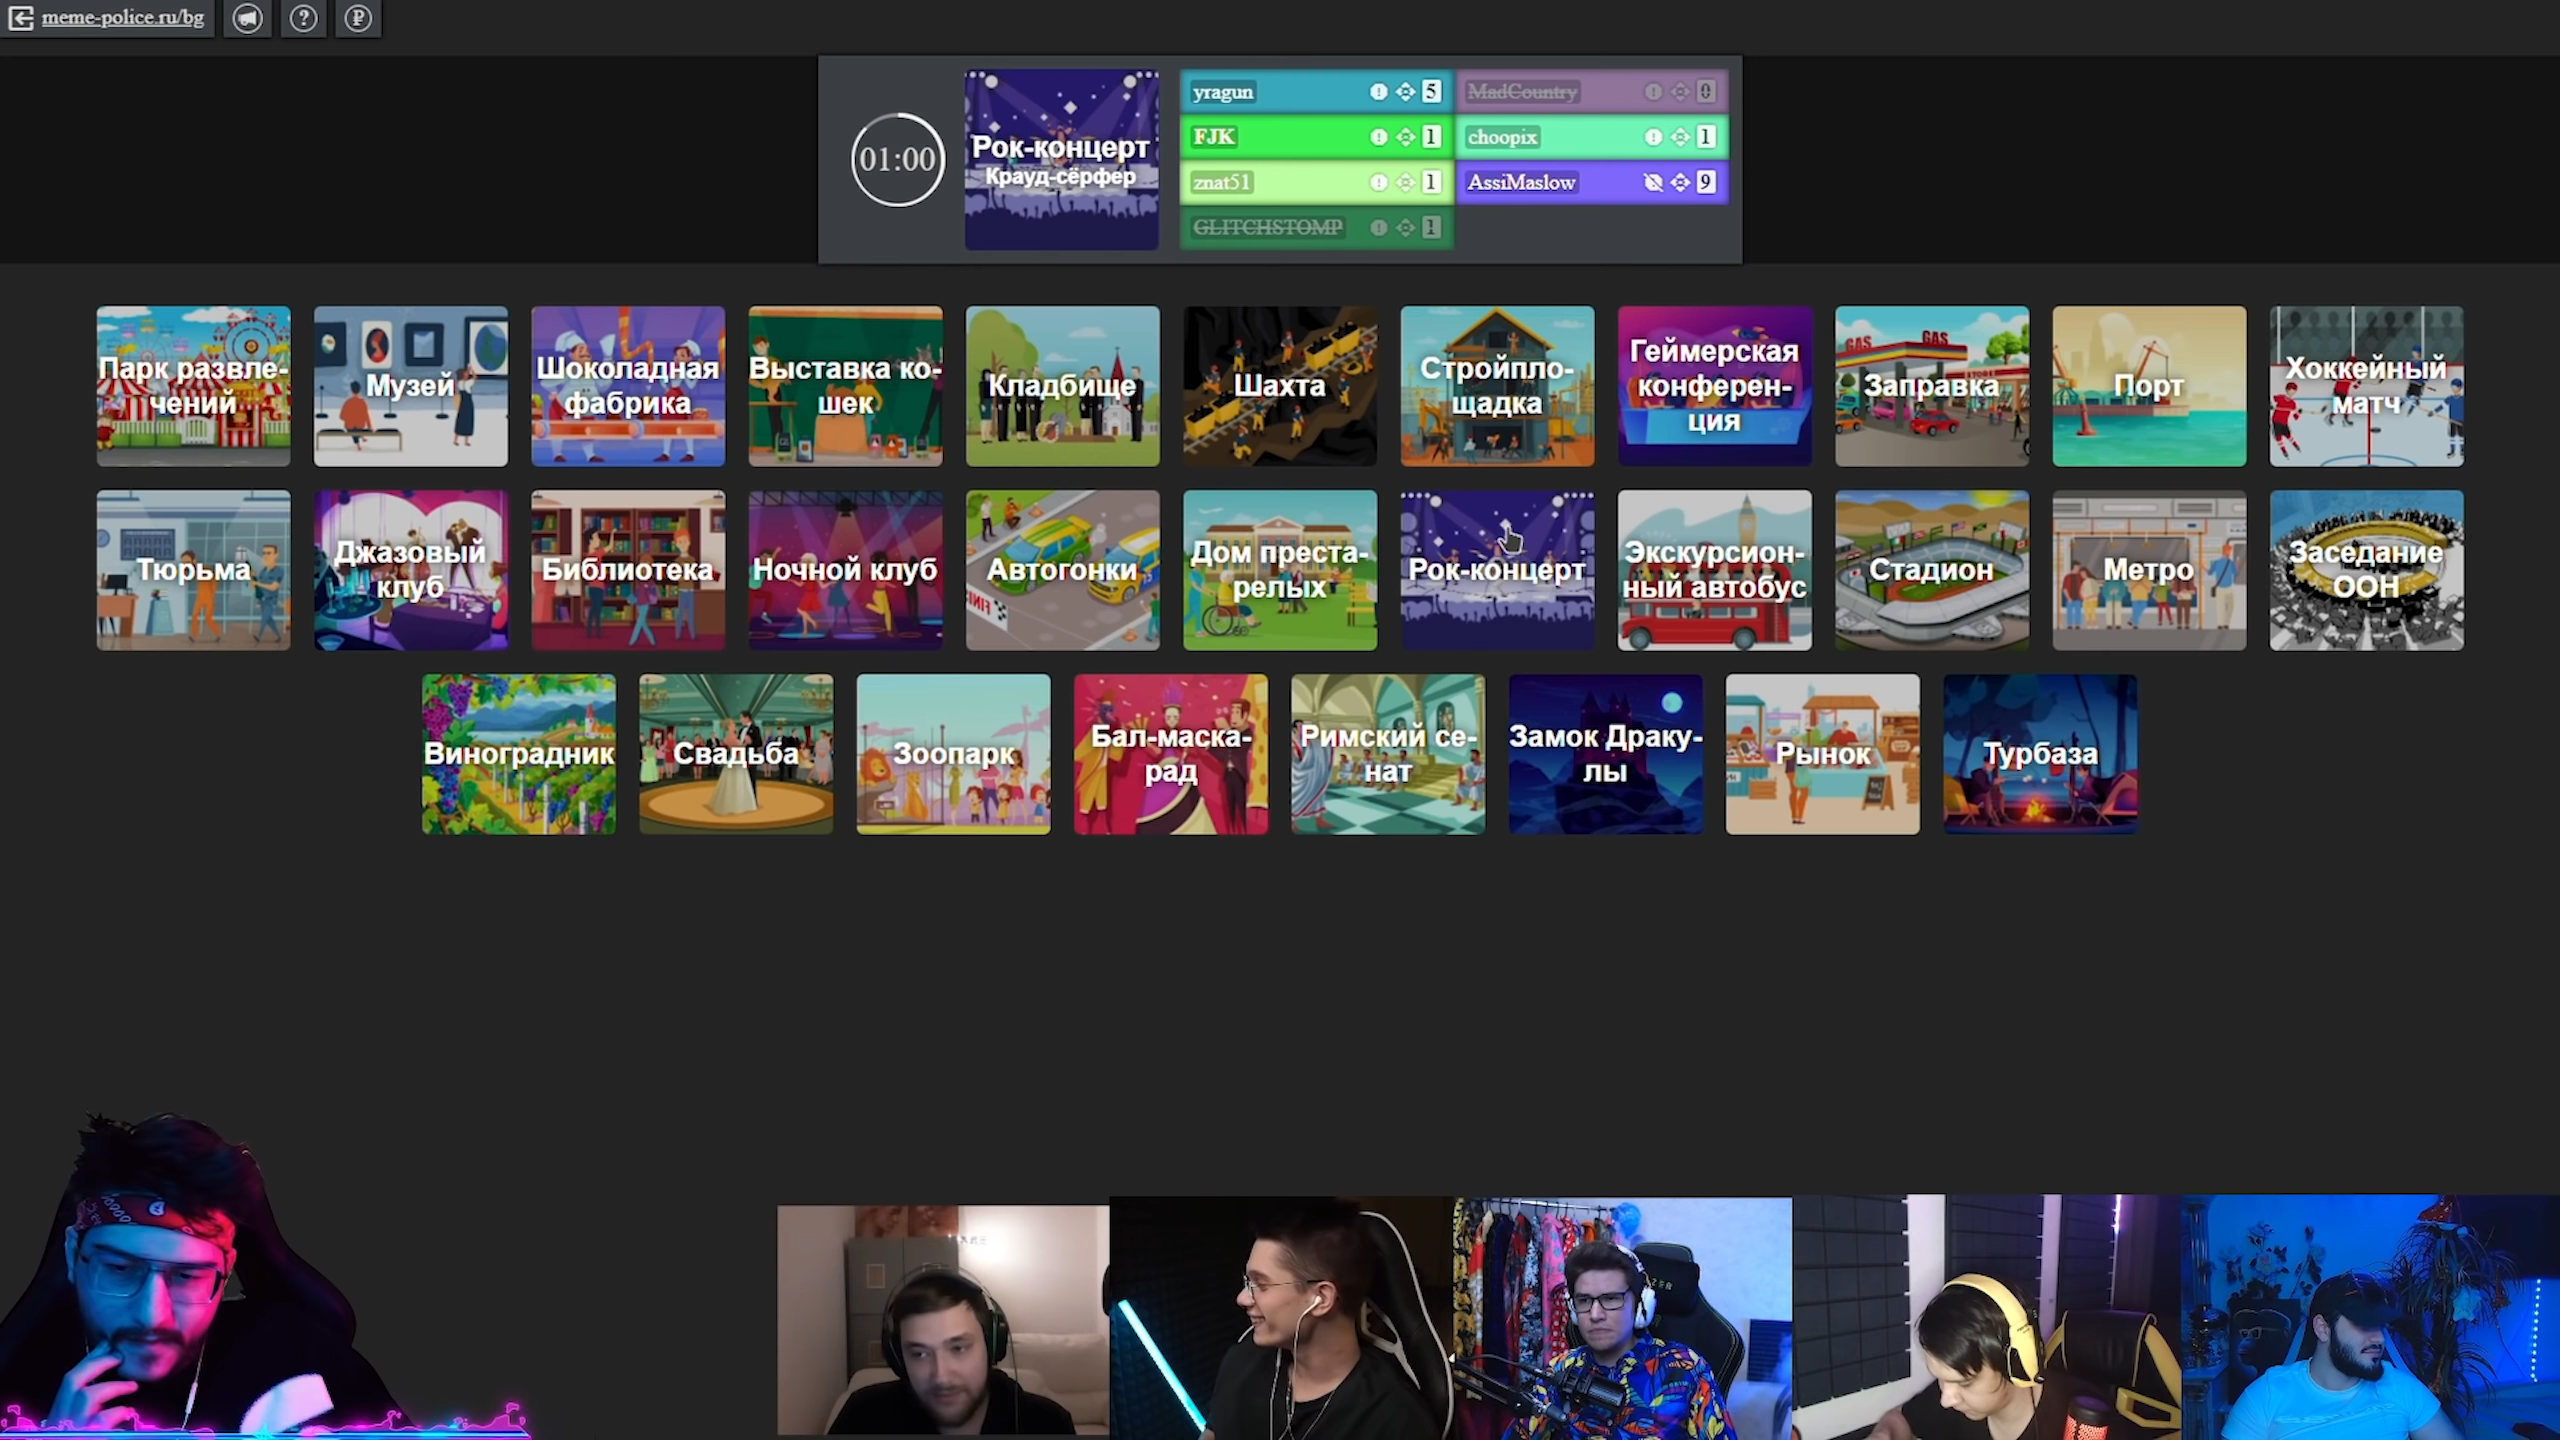 meme-police.ru/bg
01:00
Рок-концерт
Крауд-сёрфер
yragun 5
MadCountry 0
FJK 1
choopix 1
znat51 1
AssiMaslow 9
GLITCHSTOMP 1
Парк развле-
чений
Музей
Шоколадная
фабрика
Выставка ко-
шек
Кладбище
Шахта
Стройпло-
щадка
Геймерская
конферен-
ция
GAS GAS
STORE
Заправка
Порт
Хоккейный
матч
Тюрьма
Джазовый
клуб
Библиотека
Ночной клуб
FINIS
Автогонки
Дом преста-
релых
Рок-концерт
Экскурсион-
ный автобус
Стадион
Метро
Заседание
ООН
Виноградник
Свадьба
Зоопарк
Бал-маска-
рад
Римский се-
нат
Замок Драку-
лы
Рынок
Турбаза